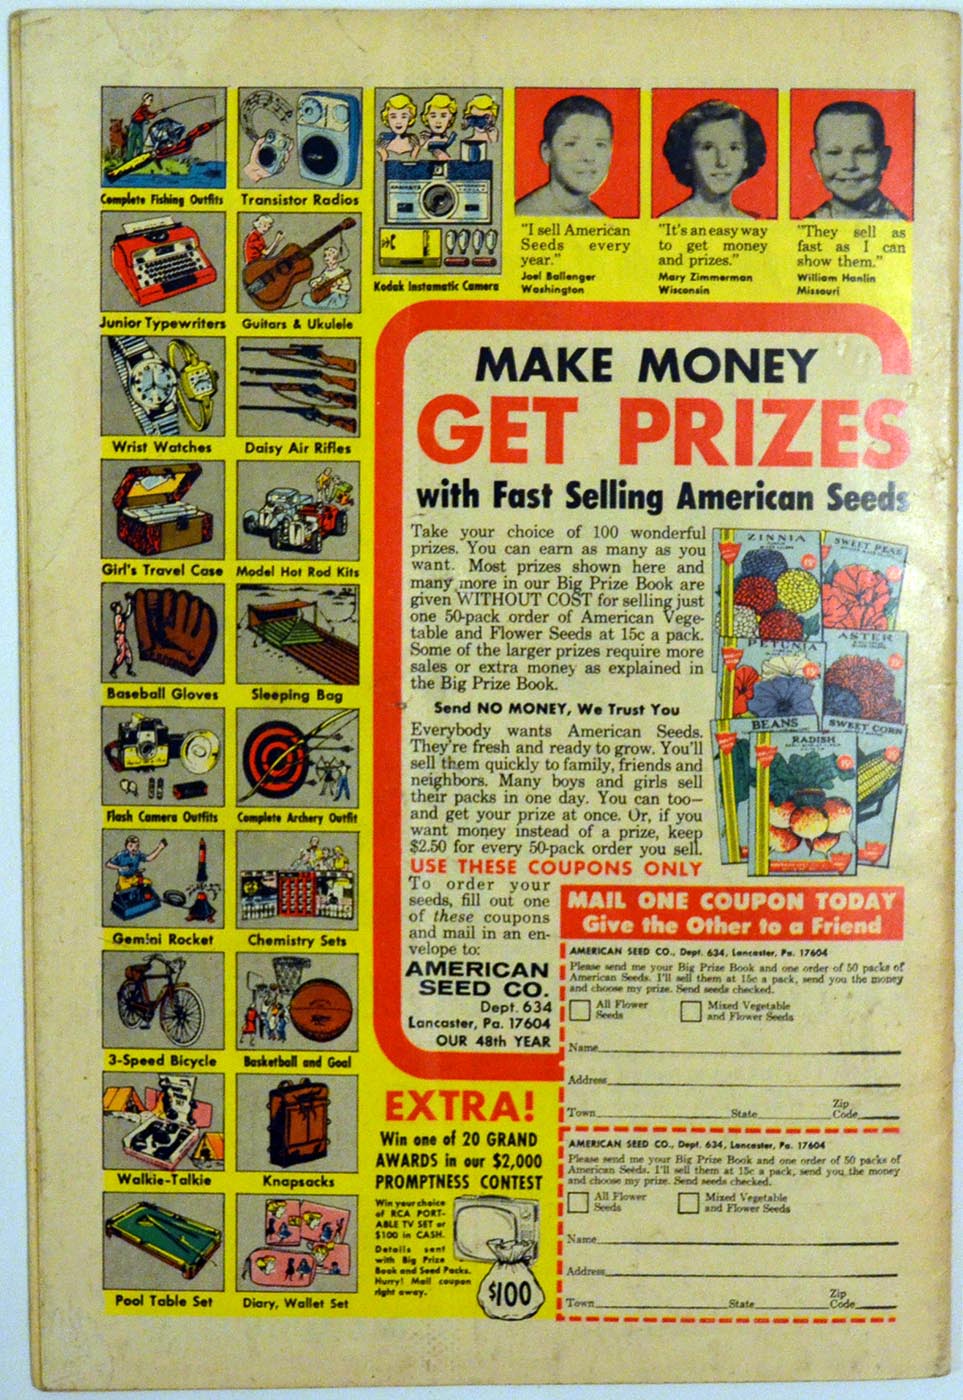 Complete Fishing Outfits
Transistor Radios
Junior Typewriters
Guitars & Ukulele
Kodak Instamatic Camera
Wrist Watches
Daisy Air Rifles
Girl's Travel Case
Model Hot Rod Kits
Baseball Gloves
Sleeping Bag
Flash Camera Outfits
Complete Archery Outfit
Gemini Rocket
Chemistry Sets
3-Speed Bicycle
Basketball and Goal
Walkie-Talkie
Knapsacks
Pool Table Set
Diary, Wallet Set
"I sell American
Seeds every
year."
Joel Ballenger
Washington
"It's an easy way
to get money
and prizes."
Mary Zimmerman
Wisconsin
"They sell as
fast as I can
show them."
William Hanlin
Missouri
MAKE MONEY
GET PRIZES
with Fast Selling American Seeds
Take your choice of 100 wonderful
prizes. You can earn as many as you
want. Most prizes shown here and
many more in our Big Prize Book are
given WITHOUT COST for selling just
one 50-pack order of American Vege-
table and Flower Seeds at 15c a pack.
Some of the larger prizes require more
sales or extra money as explained in
the Big Prize Book.
Send NO MONEY, We Trust You
Everybody wants American Seeds.
They're fresh and ready to grow. You'll
sell them quickly to family, friends and
neighbors. Many boys and girls sell
their packs in one day. You can too—
and get your prize at once. Or, if you
want money instead of a prize, keep
$2.50 for every 50-pack order you sell.
USE THESE COUPONS ONLY
To order your
seeds, fill out one
of these coupons
and mail in an en-
velope to:
AMERICAN
SEED CO.
Dept. 634
Lancaster, Pa. 17604
OUR 48th YEAR
ZINNIA
SWEET PEAS
PETUNIA
ASTER
BEANS
SWEET CORN
RADISH
MAIL ONE COUPON TODAY
Give the Other to a Friend
AMERICAN SEED CO., Dept. 634, Lancaster, Pa. 17604
Please send me your Big Prize Book and one order of 50 packs of
American Seeds. I'll sell them at 15c a pack, send you the money
and choose my prize. Send seeds checked.
All Flower
Seeds
Mixed Vegetable
and Flower Seeds
Name
Address
Town State Zip
Code
AMERICAN SEED CO., Dept. 634, Lancaster, Pa. 17604
Please send me your Big Prize Book and one order of 50 packs of
American Seeds. I'll sell them at 15c a pack, send you the money
and choose my prize. Send seeds checked.
All Flower
Seeds
Mixed Vegetable
and Flower Seeds
Name
Address
Town State Zip
Code
EXTRA!
Win one of 20 GRAND
AWARDS in our $2,000
PROMPTNESS CONTEST
Win your choice
of RCA PORT-
ABLE TV SET or
$100 in CASH.
Details sent
with Big Prize
Book and Seed Packs.
Hurry! Mail coupon
right away.
$100